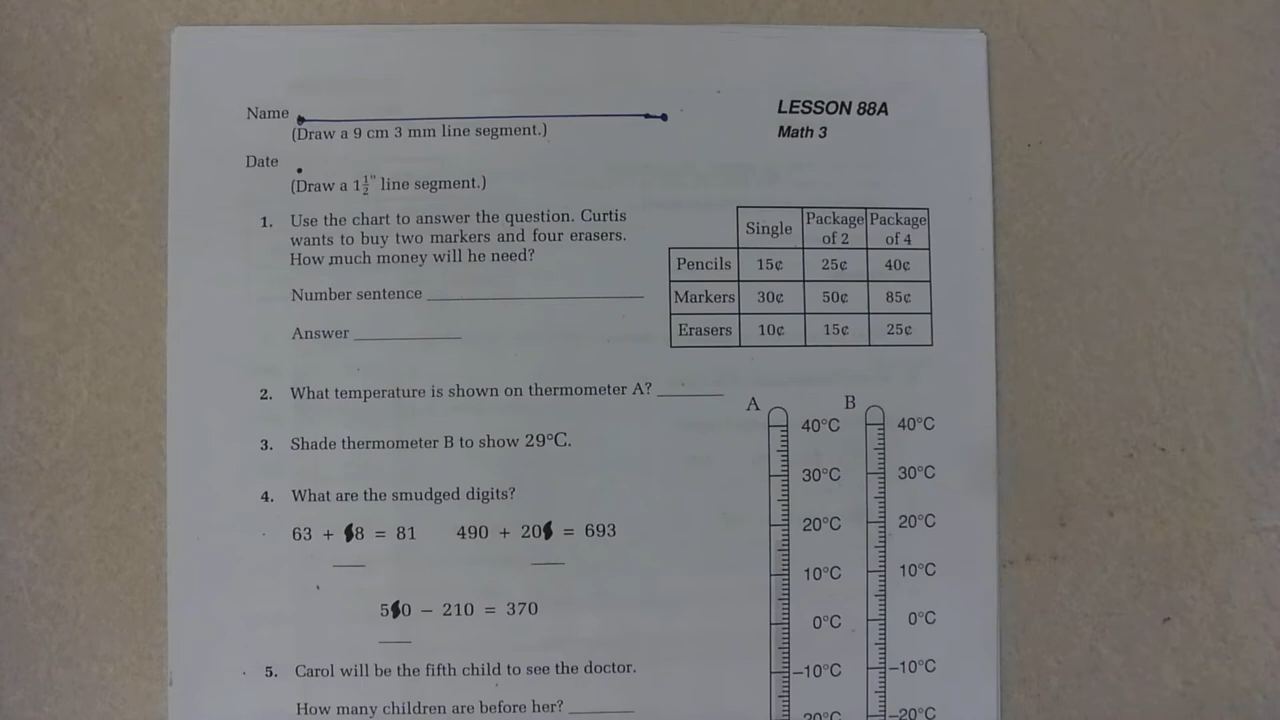 Name
(Draw a 9 cm 3 mm line segment.)
LESSON 88A
Math 3
Date
(Draw a 1 1/2" line segment.)
1. Use the chart to answer the question. Curtis
wants to buy two markers and four erasers.
How much money will he need?
Number sentence
Answer
Single Package of 2 Package of 4
Pencils 15¢ 25¢ 40¢
Markers 30¢ 50¢ 85¢
Erasers 10¢ 15¢ 25¢
2. What temperature is shown on thermometer A?
3. Shade thermometer B to show 29°C.
4. What are the smudged digits?
63 + 8 = 81 490 + 20 = 693
5 0 − 210 = 370
5. Carol will be the fifth child to see the doctor.
How many children are before her?
A B
40°C 40°C
30°C 30°C
20°C 20°C
10°C 10°C
0°C 0°C
−10°C −10°C
20°C −20°C